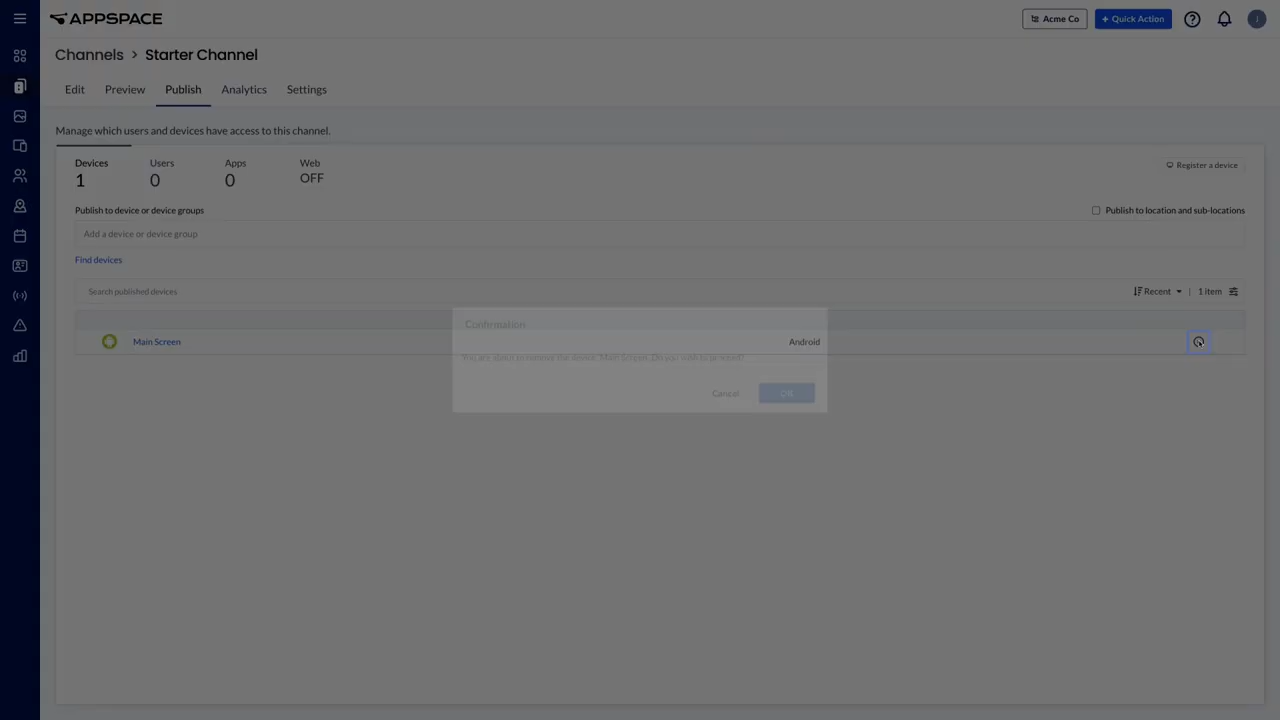 APPSPACE
Acme Co
+ Quick Action
J
Channels > Starter Channel
Edit
Preview
Publish
Analytics
Settings
Manage which users and devices have access to this channel.
Devices
1
Users
0
Apps
0
Web
OFF
Register a device
Publish to device or device groups
Publish to location and sub-locations
Add a device or device group
Find devices
Search published devices
Recent
1 item
Confirmation
Main Screen
Android
You are about to remove the device 'Main Screen'. Do you wish to proceed?
Cancel
OK